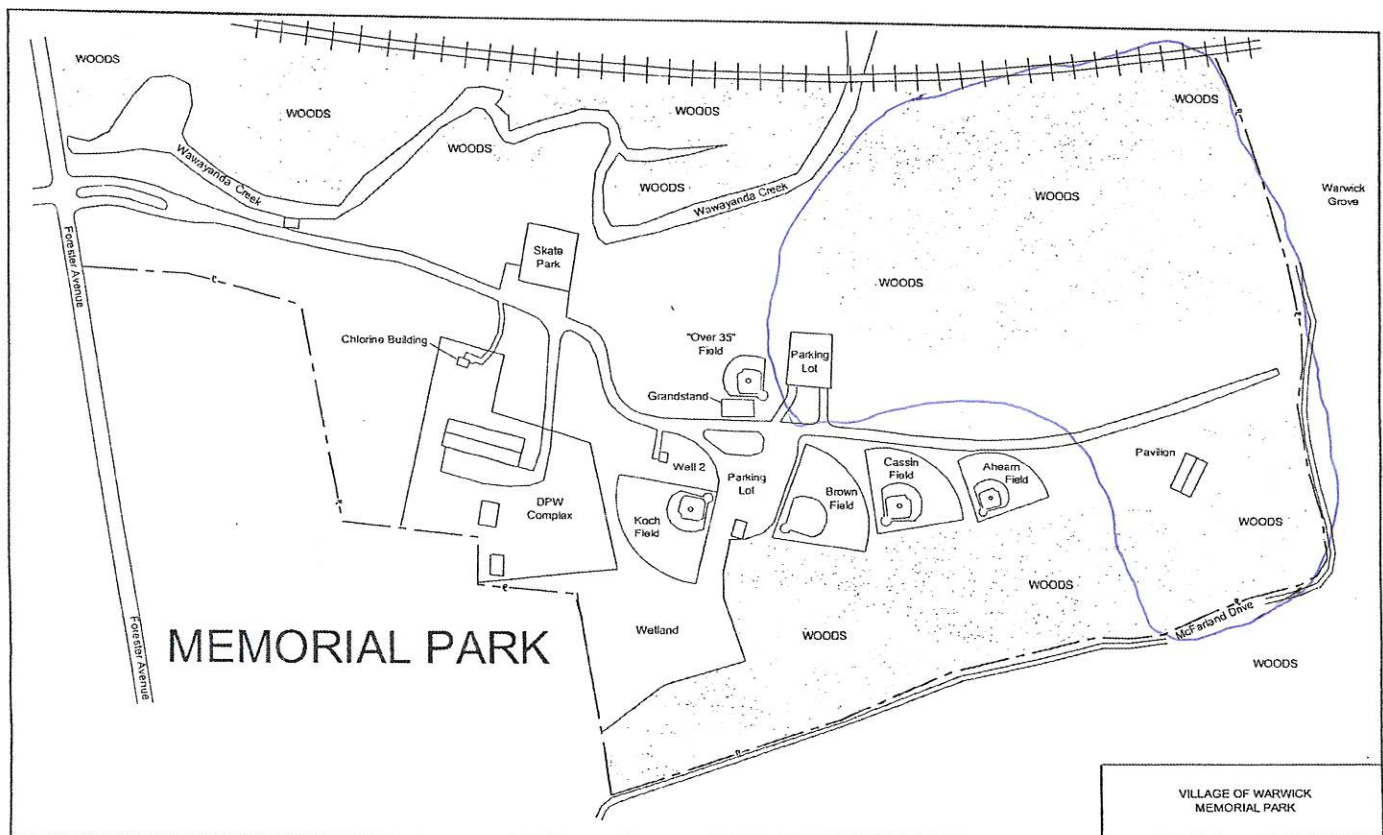 WOODS
WOODS
WOODS
WOODS
WOODS
WOODS
Wawayanda Creek
Wawayanda Creek
WOODS
WOODS
Warwick
Grove
Forester Avenue
Skate
Park
Chlorine Building
"Over 35"
Field
Parking
Lot
Grandstand
Well 2
Parking
Lot
Koch
Field
Brown
Field
Cassin
Field
Ahearn
Field
Pavilion
DPW
Complex
WOODS
WOODS
WOODS
WOODS
Wetland
McFarland Drive
MEMORIAL PARK
Forester Avenue
VILLAGE OF WARWICK
MEMORIAL PARK